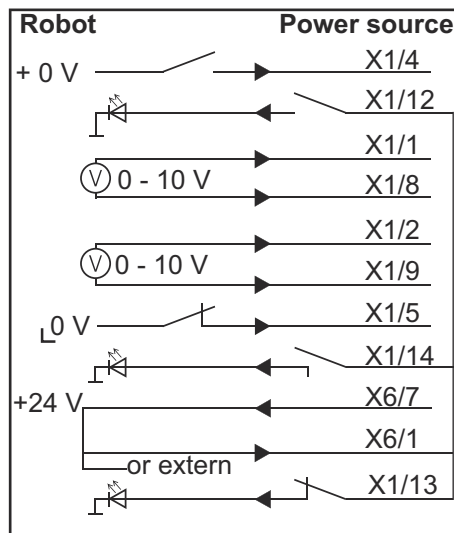 Robot Power source
+ 0 V X1/4
X1/12
X1/1
V 0 - 10 V
X1/8
X1/2
V 0 - 10 V
X1/9
0 V X1/5
X1/14
+24 V X6/7
X6/1
or extern
X1/13